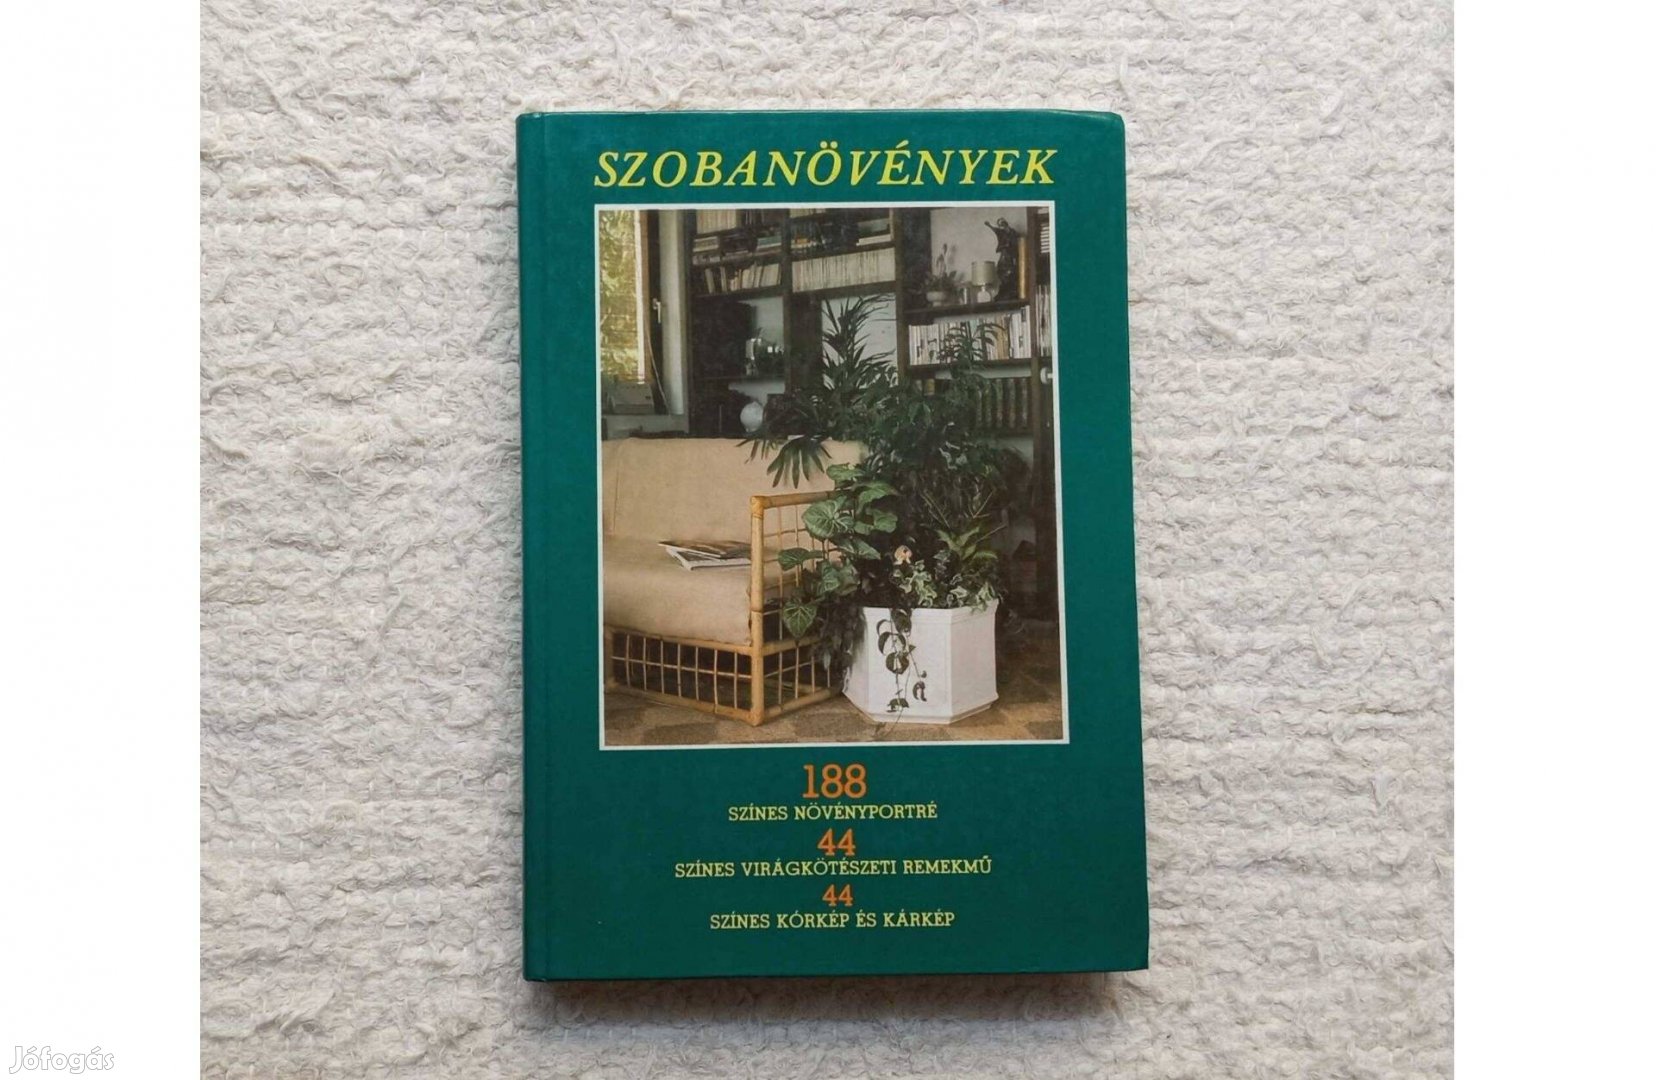 SZOBANÖVÉNYEK
188
SZÍNES NÖVÉNYPORTRÉ
44
SZÍNES VIRÁGKÖTÉSZETI REMEKMŰ
44
SZÍNES KÓRKÉP ÉS KÁRKÉP
Jófogás